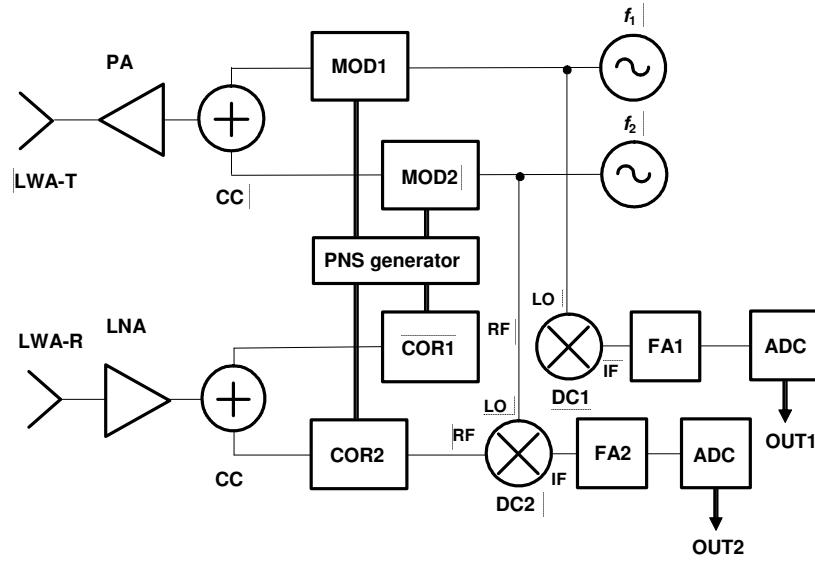 f1
PA
MOD1
f2
LWA-T
CC
MOD2
PNS generator
LO
LWA-R
LNA
RF
COR1
IF
FA1
ADC
DC1
LO
RF
COR2
FA2
ADC
OUT1
CC
IF
DC2
OUT2